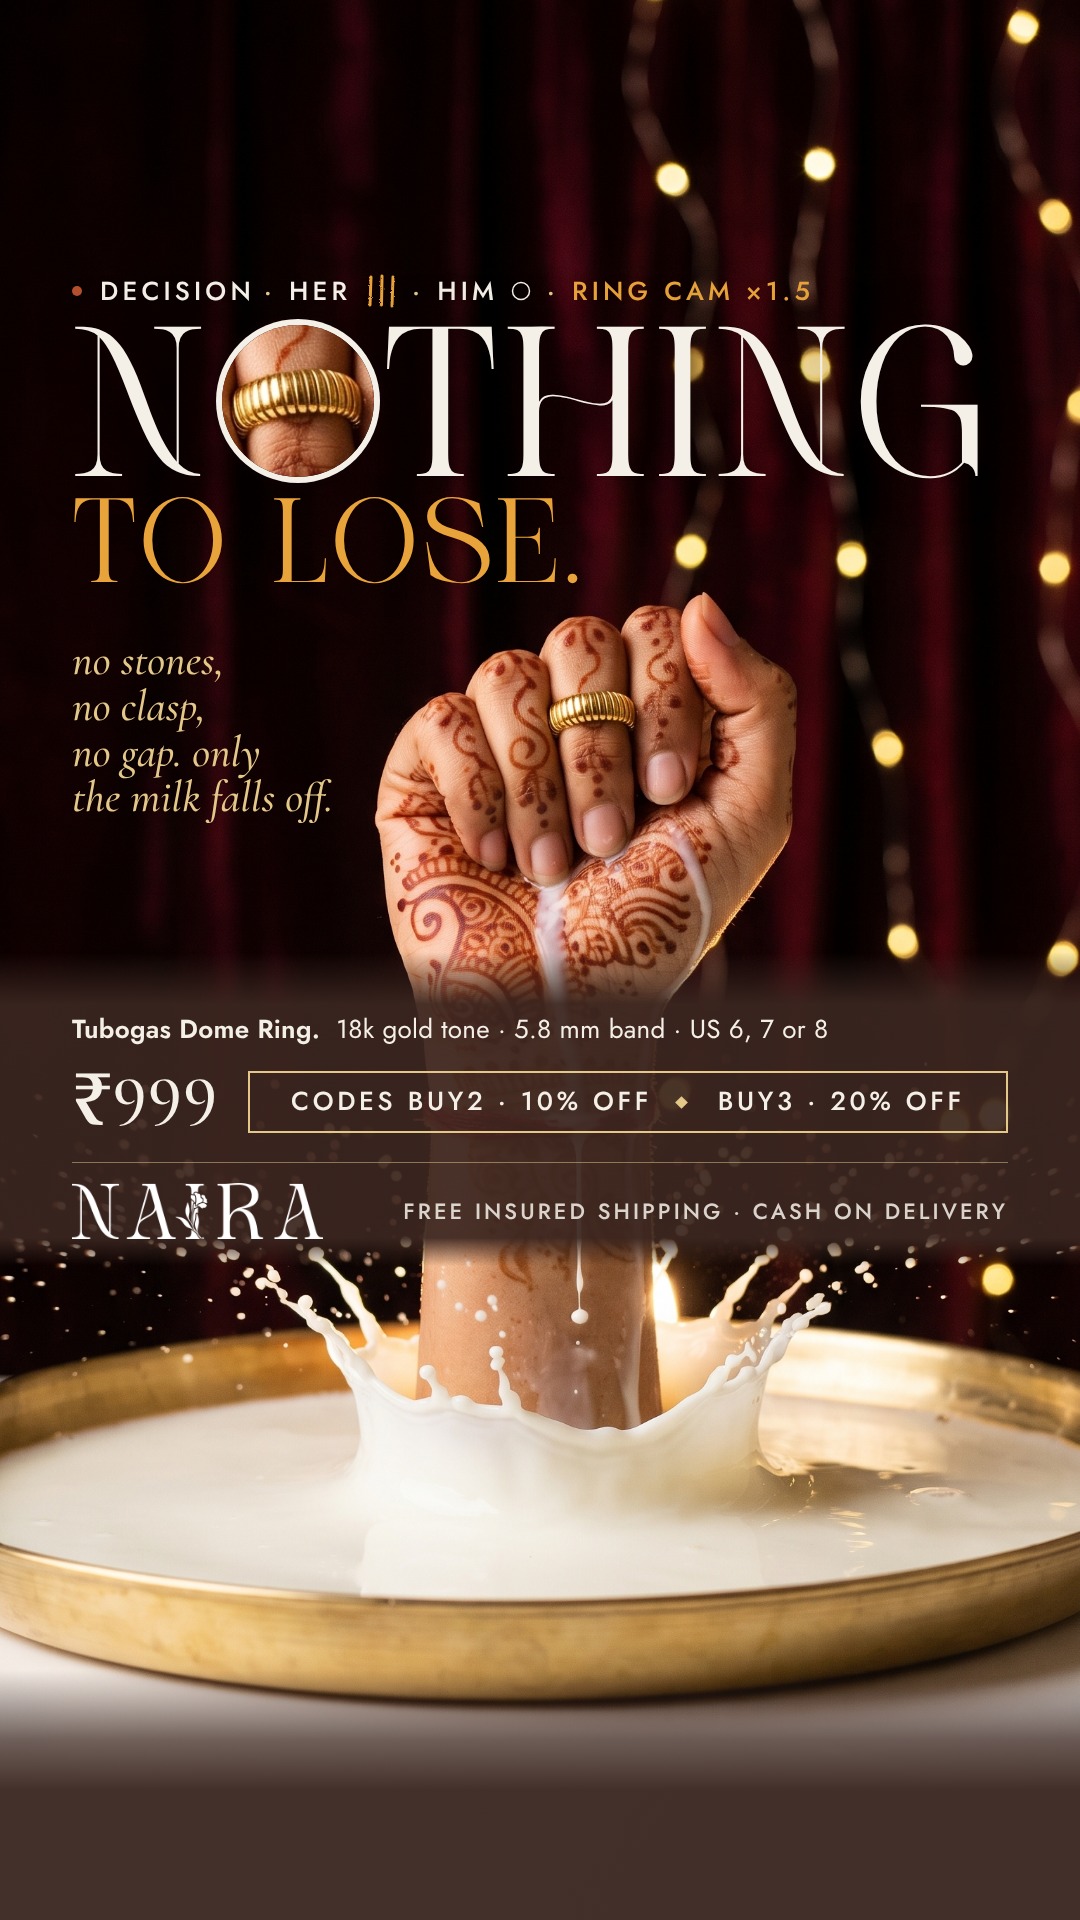 DECISION · HER ||| · HIM ○ · RING CAM ×1.5
NOTHING
TO LOSE.
no stones,
no clasp,
no gap. only
the milk falls off.
Tubogas Dome Ring. 18k gold tone · 5.8 mm band · US 6, 7 or 8
₹999
CODES BUY2 · 10% OFF ◆ BUY3 · 20% OFF
NAIRA
FREE INSURED SHIPPING · CASH ON DELIVERY